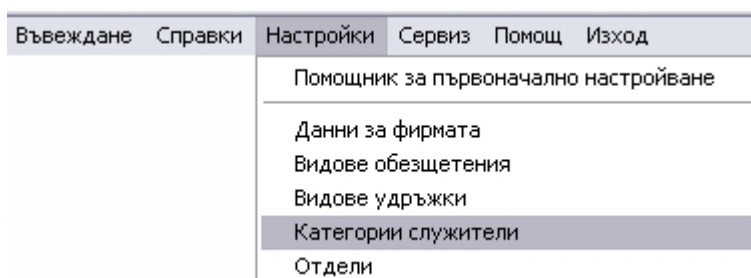 Въвеждане Справки Настройки Сервиз Помощ Изход
Помощник за първоначално настройване
Данни за фирмата
Видове обезщетения
Видове удръжки
Категории служители
Отдели